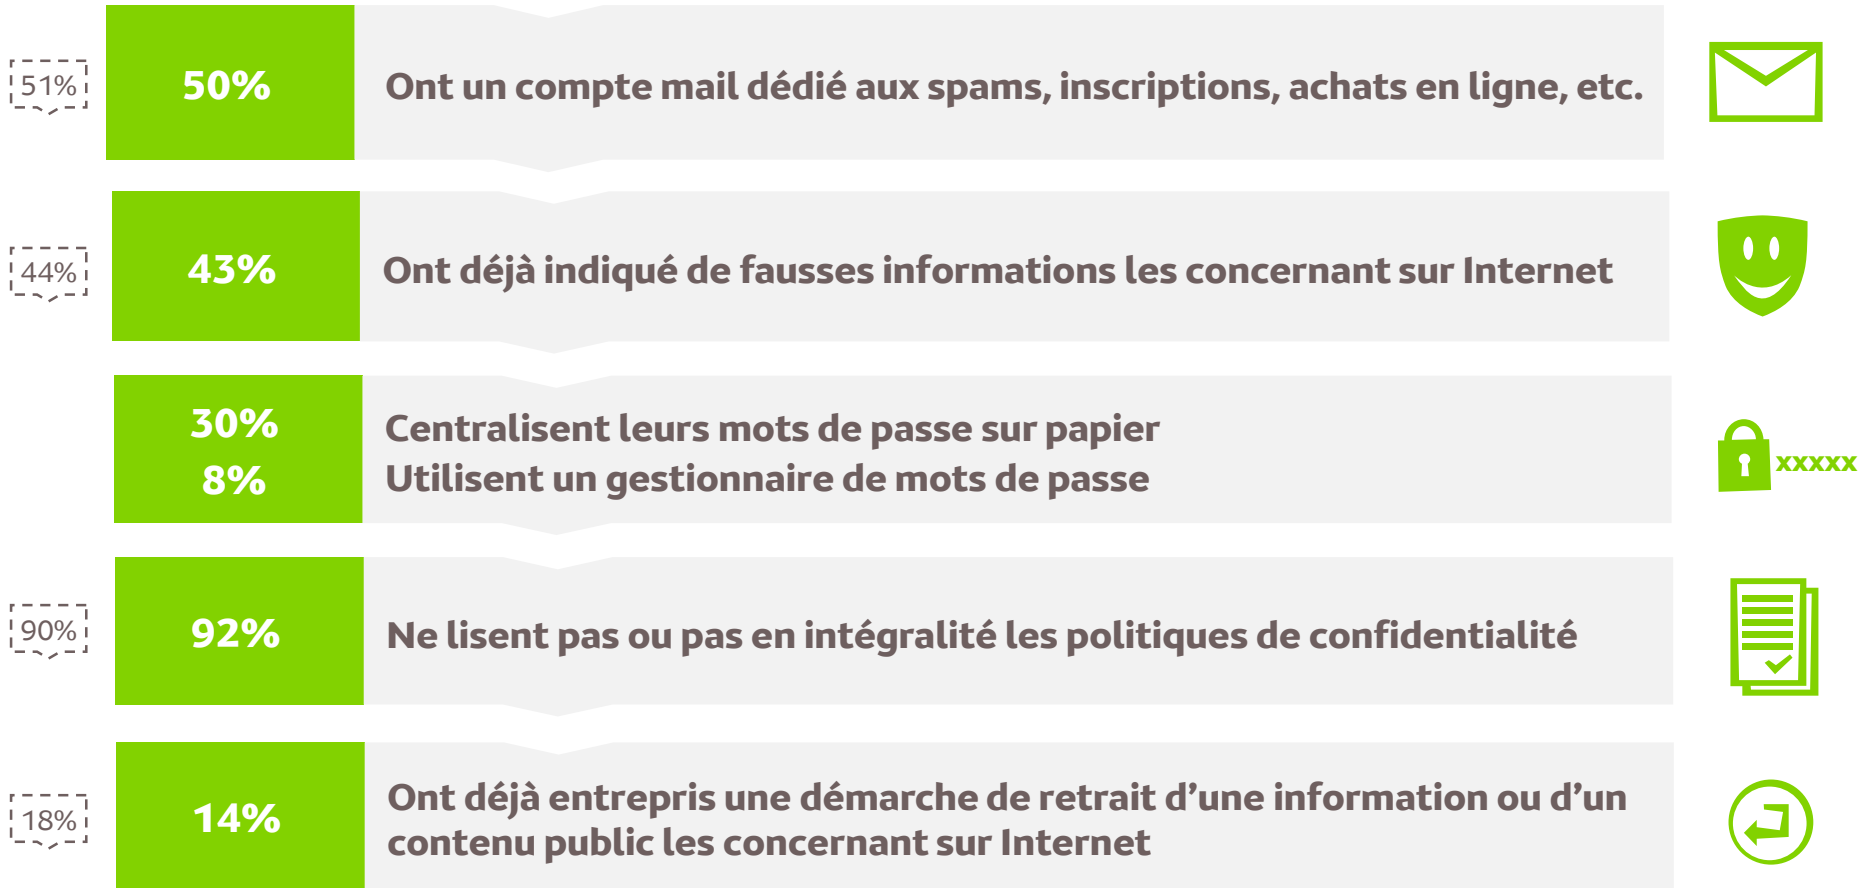 51%
50%
Ont un compte mail dédié aux spams, inscriptions, achats en ligne, etc.
44%
43%
Ont déjà indiqué de fausses informations les concernant sur Internet
30%
Centralisent leurs mots de passe sur papier
8%
Utilisent un gestionnaire de mots de passe
xxxxx
90%
92%
Ne lisent pas ou pas en intégralité les politiques de confidentialité
18%
14%
Ont déjà entrepris une démarche de retrait d’une information ou d’un
contenu public les concernant sur Internet